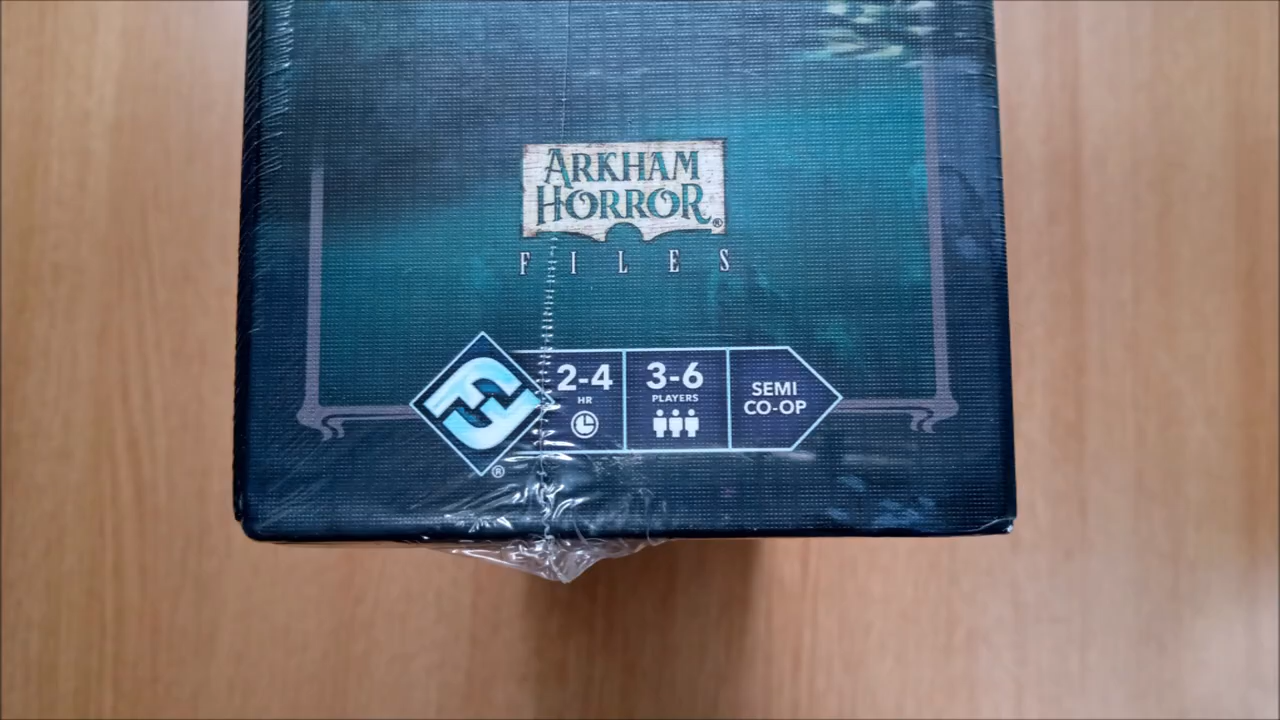 ARKHAM
HORROR®
FILES
2-4
HR
3-6
PLAYERS
SEMI
CO-OP
®